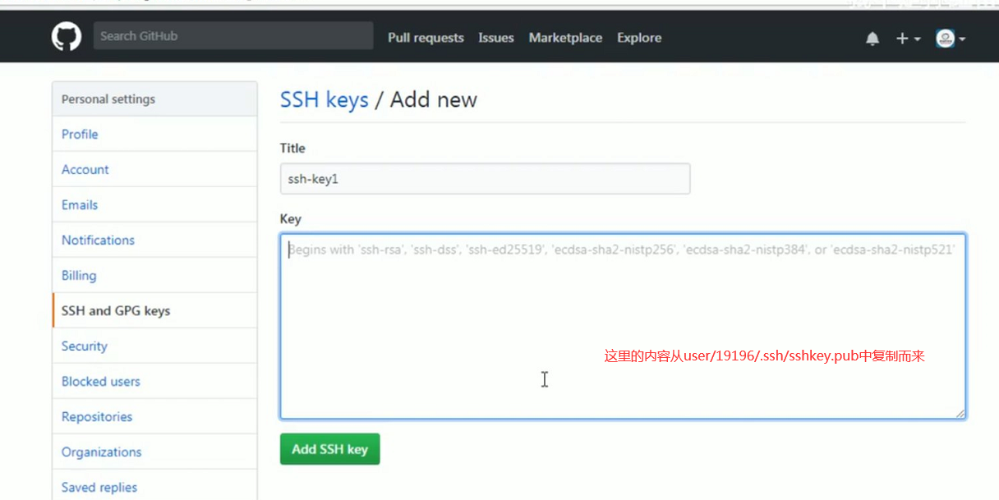 Search GitHub
Pull requests
Issues
Marketplace
Explore
Personal settings
Profile
Account
Emails
Notifications
Billing
SSH and GPG keys
Security
Blocked users
Repositories
Organizations
Saved replies
SSH keys / Add new
Title
ssh-key1
Key
Begins with 'ssh-rsa', 'ssh-dss', 'ssh-ed25519', 'ecdsa-sha2-nistp256', 'ecdsa-sha2-nistp384', or 'ecdsa-sha2-nistp521'
这里的内容从user/19196/.ssh/sshkey.pub中复制而来
Add SSH key